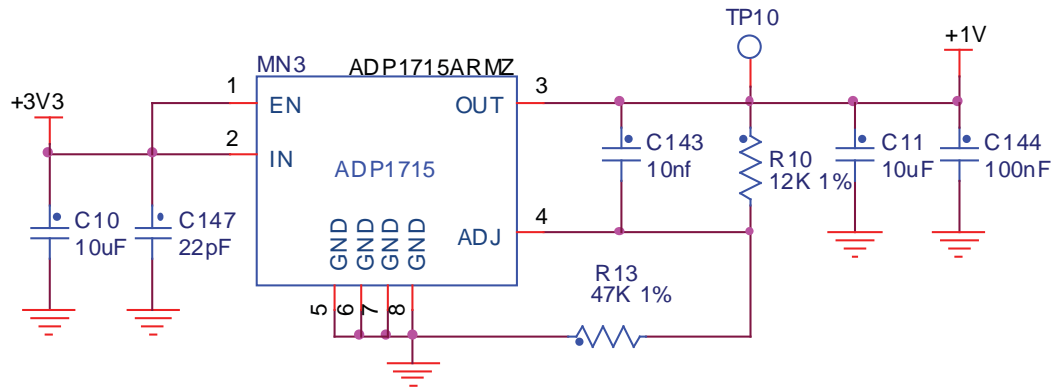 TP10
+1V
MN3
ADP1715ARMZ
1
3
+3V3
EN
OUT
2
IN
C143
10nf
R10
12K 1%
C11
10uF
C144
100nF
ADP1715
C10
10uF
C147
22pF
4
ADJ
GND
GND
GND
GND
R13
47K 1%
5
6
7
8